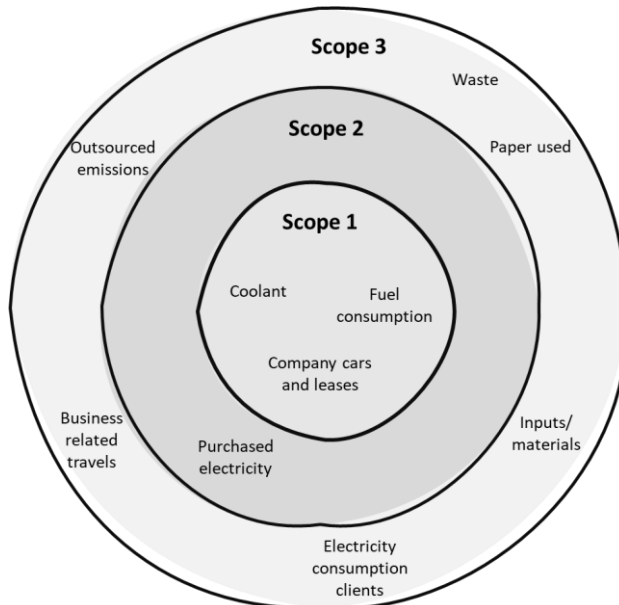 Scope 3
Waste
Outsourced
emissions
Scope 2
Paper used
Scope 1
Coolant
Fuel
consumption
Company cars
and leases
Business
related
travels
Purchased
electricity
Inputs/
materials
Electricity
consumption
clients